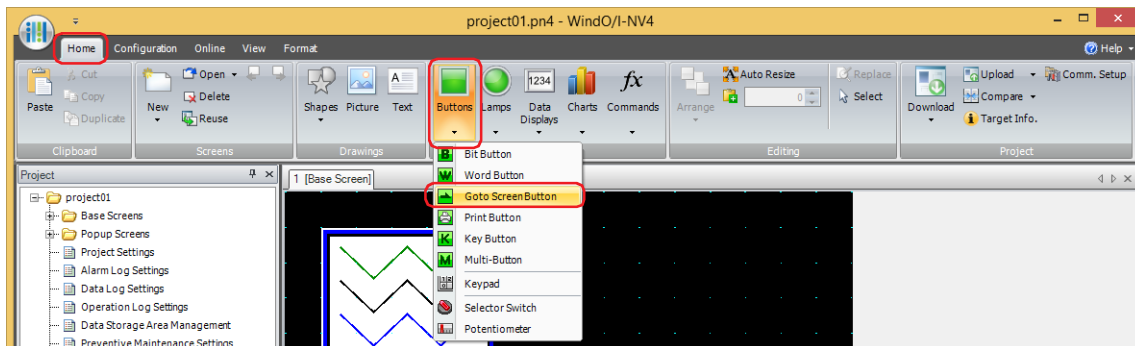 project01.pn4 - WindO/I-NV4
Home Configuration Online View Format Help
Cut Open Auto Resize Replace Upload Comm. Setup
Copy Delete 0 Select Compare
Paste Duplicate New Reuse Shapes Picture Text Buttons Lamps Data Displays Charts Commands Arrange Download Target Info.
1234
fx
Clipboard Screens Drawings Editing Project
Project
1 [Base Screen]
project01
Base Screens
Popup Screens
Project Settings
Alarm Log Settings
Data Log Settings
Operation Log Settings
Data Storage Area Management
Preventive Maintenance Settings
B Bit Button
W Word Button
Goto Screen Button
Print Button
K Key Button
M Multi-Button
Keypad
Selector Switch
Potentiometer